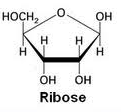 HOCH₂ O OH
H H H H
OH OH
Ribose